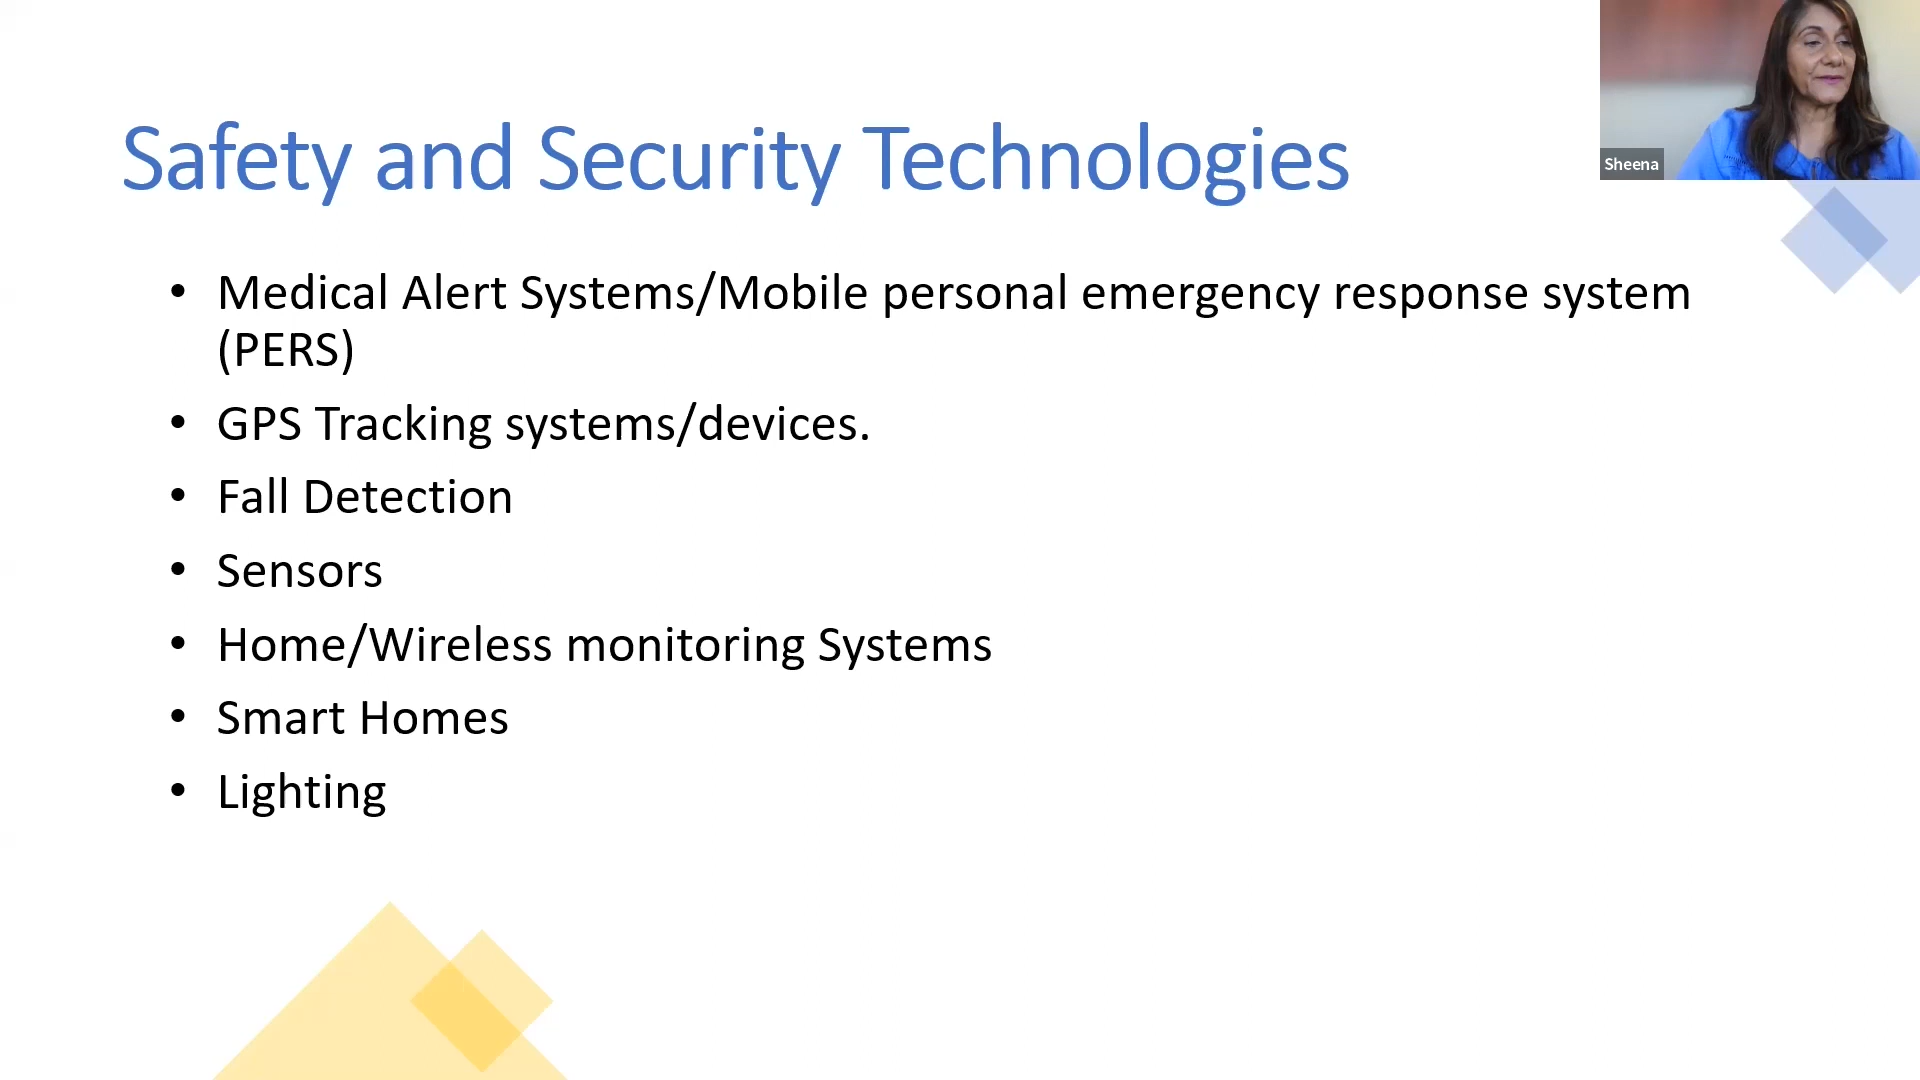 Safety and Security Technologies
• Medical Alert Systems/Mobile personal emergency response system
(PERS)
• GPS Tracking systems/devices.
• Fall Detection
• Sensors
• Home/Wireless monitoring Systems
• Smart Homes
• Lighting
Sheena